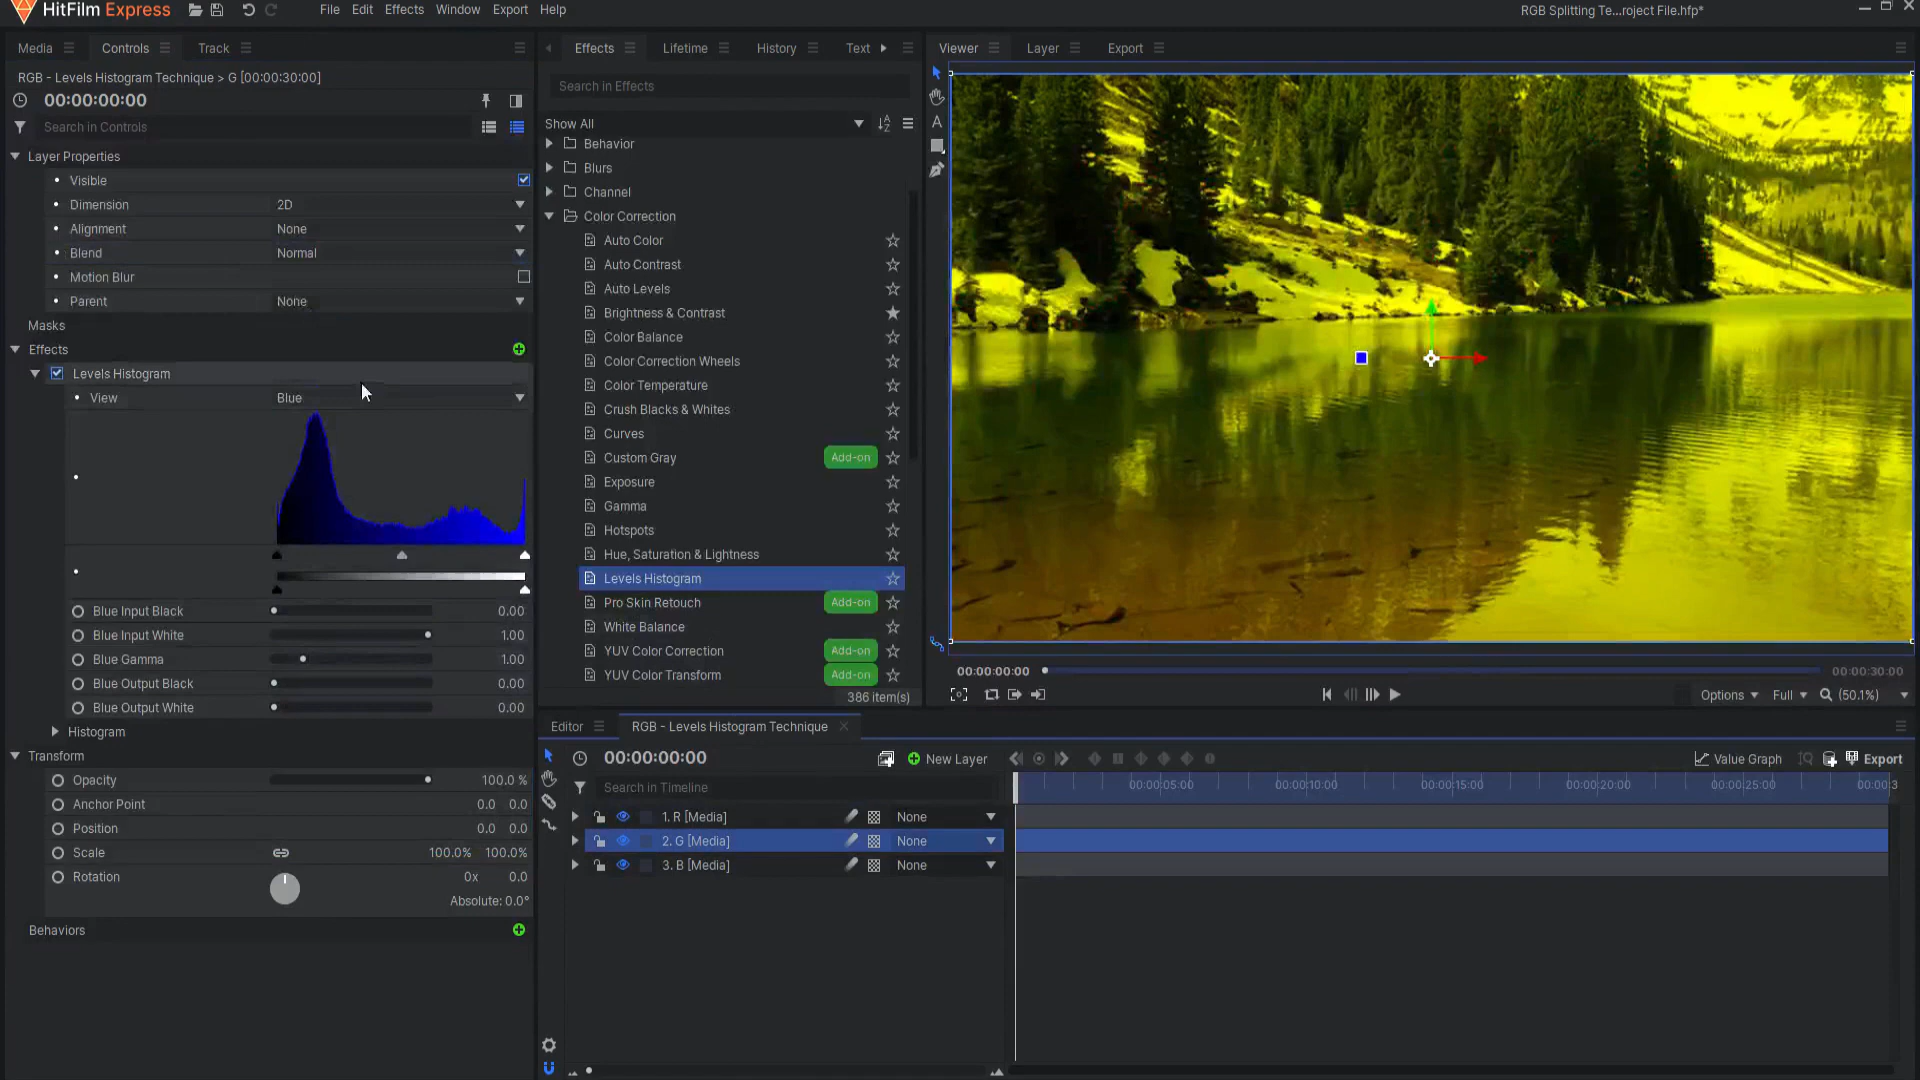 HitFilm Express
File Edit Effects Window Export Help
RGB Splitting Te...roject File.hfp*
Media Controls Track
RGB - Levels Histogram Technique > G [00:00:30:00]
00:00:00:00
Search in Controls
Layer Properties
Visible
Dimension 2D
Alignment None
Blend Normal
Motion Blur
Parent None
Masks
Effects
Levels Histogram
View Blue
Blue Input Black 0.00
Blue Input White 1.00
Blue Gamma 1.00
Blue Output Black 0.00
Blue Output White 0.00
Histogram
Transform
Opacity 100.0 %
Anchor Point 0.0 0.0
Position 0.0 0.0
Scale 100.0% 100.0%
Rotation 0x 0.0
Absolute: 0.0°
Behaviors
Effects Lifetime History Text
Search in Effects
Show All
Behavior
Blurs
Channel
Color Correction
Auto Color
Auto Contrast
Auto Levels
Brightness & Contrast
Color Balance
Color Correction Wheels
Color Temperature
Crush Blacks & Whites
Curves
Custom Gray Add-on
Exposure
Gamma
Hotspots
Hue, Saturation & Lightness
Levels Histogram
Pro Skin Retouch Add-on
White Balance
YUV Color Correction Add-on
YUV Color Transform Add-on
386 item(s)
Viewer Layer Export
00:00:00:00 00:00:30:00
Options Full (50.1%)
Editor RGB - Levels Histogram Technique
00:00:00:00 New Layer Value Graph Export
Search in Timeline 00:00:05:00 00:00:10:00 00:00:15:00 00:00:20:00 00:00:25:00 00:00:3
1. R [Media] None
2. G [Media] None
3. B [Media] None